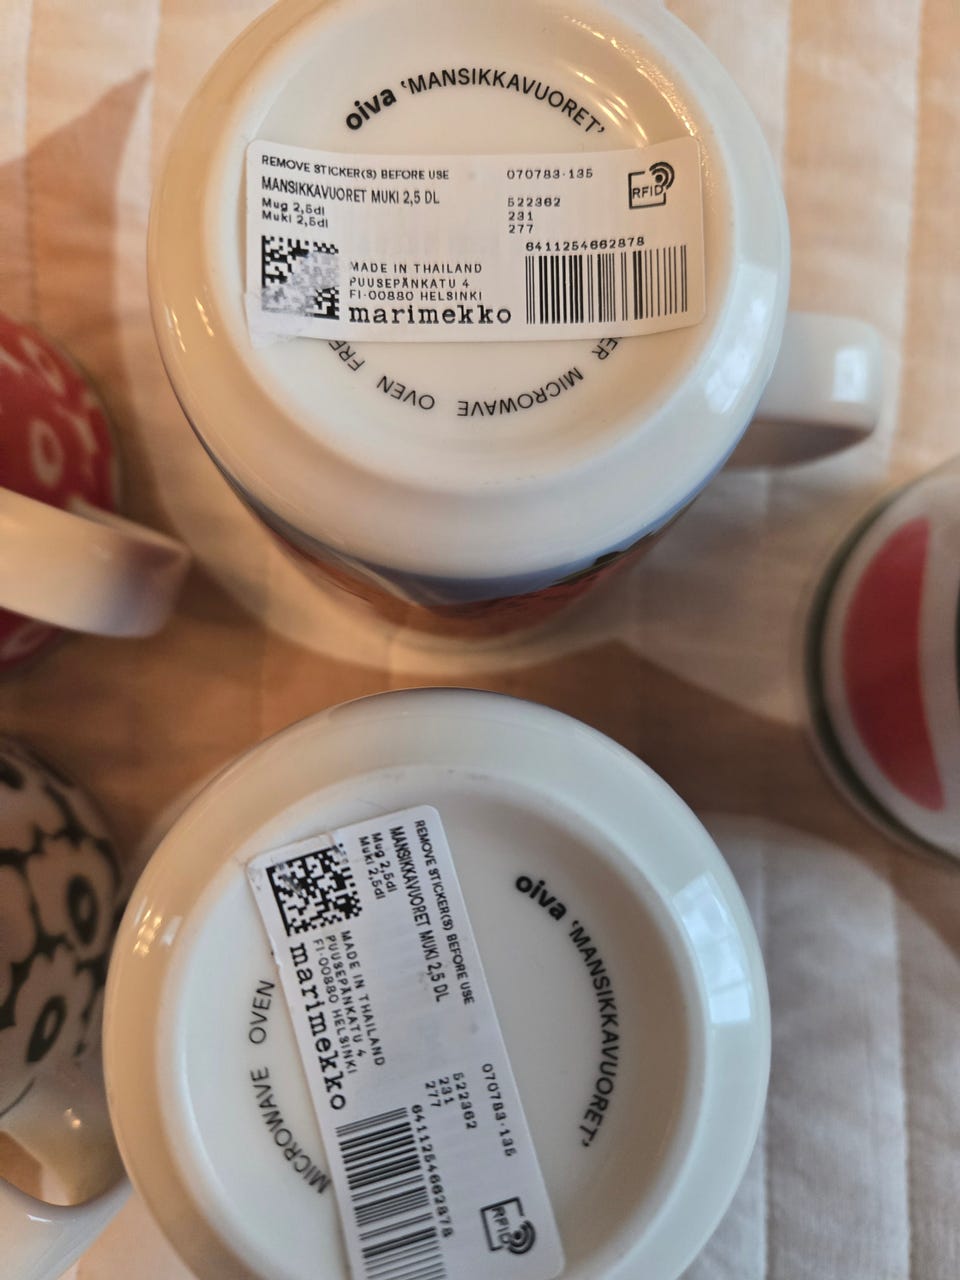 oiva 'MANSIKKAVUORET'
REMOVE STICKER(S) BEFORE USE
MANSIKKAVUORET MUKI 2,5 DL
Mug 2,5dl
Muki 2,5dl
070783-135
522362
231
277
RFID
6411254662878
MADE IN THAILAND
PUUSEPÄNKATU 4
FI-00880 HELSINKI
marimekko
MICROWAVE OVEN
oiva 'MANSIKKAVUORET'
REMOVE STICKER(S) BEFORE USE
MANSIKKAVUORET MUKI 2,5 DL
Mug 2,5dl
Muki 2,5dl
070783-135
522362
231
277
RFID
6411254662878
MADE IN THAILAND
PUUSEPÄNKATU 4
FI-00880 HELSINKI
marimekko
MICROWAVE OVEN